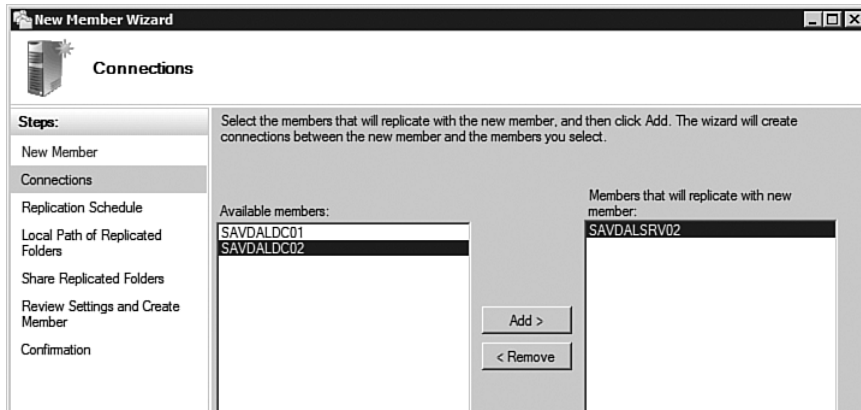 New Member Wizard
Connections
Steps:
New Member
Connections
Replication Schedule
Local Path of Replicated
Folders
Share Replicated Folders
Review Settings and Create
Member
Confirmation
Select the members that will replicate with the new member, and then click Add. The wizard will create
connections between the new member and the members you select.
Available members:
SAVDALDC01
SAVDALDC02
Add >
< Remove
Members that will replicate with new
member:
SAVDALSRV02